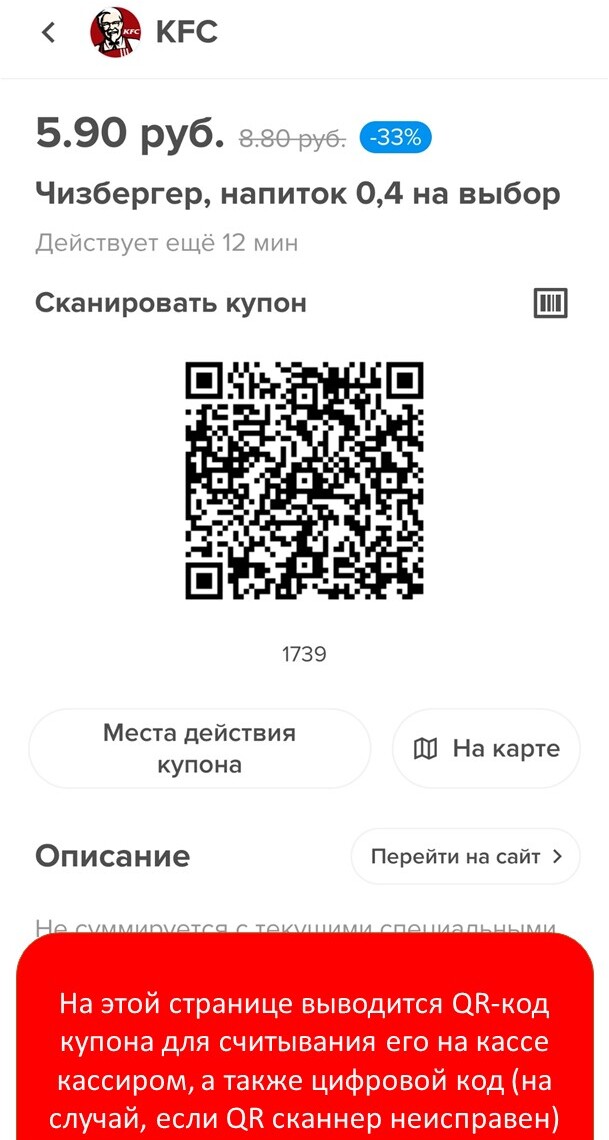 KFC
KFC
5.90 руб. 8.80 руб. -33%
Чизбергер, напиток 0,4 на выбор
Действует ещё 12 мин
Сканировать купон
1739
Места действия
купона
На карте
Описание
Перейти на сайт
Не суммируется с текущими специальными
На этой странице выводится QR-код
купона для считывания его на кассе
кассиром, а также цифровой код (на
случай, если QR сканнер неисправен)